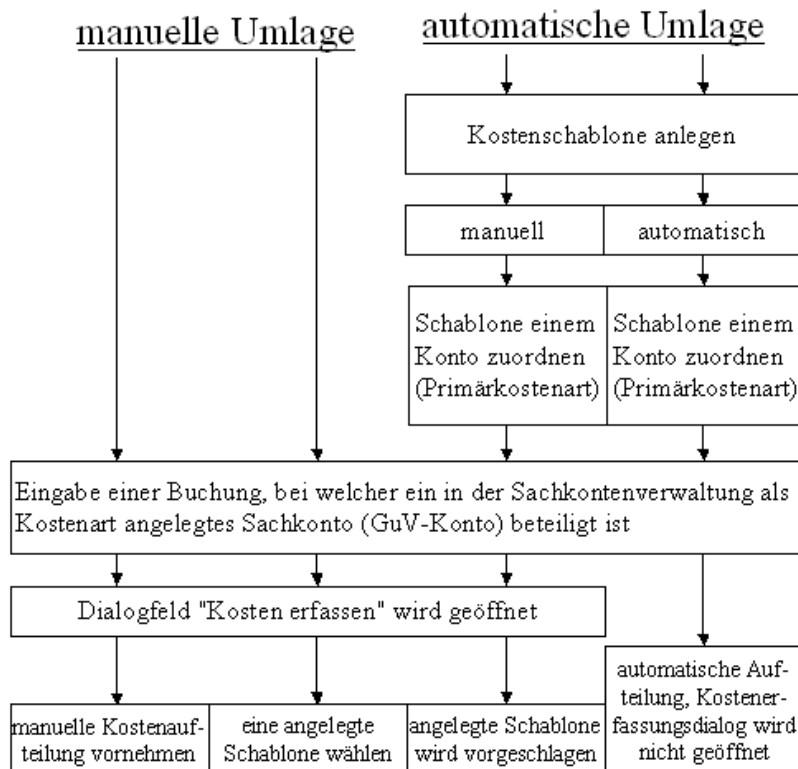 manuelle Umlage
automatische Umlage
Kostenschablone anlegen
manuell
automatisch
Schablone einem
Konto zuordnen
(Primärkostenart)
Schablone einem
Konto zuordnen
(Primärkostenart)
Eingabe einer Buchung, bei welcher ein in der Sachkontenverwaltung als
Kostenart angelegtes Sachkonto (GuV-Konto) beteiligt ist
Dialogfeld "Kosten erfassen" wird geöffnet
manuelle Kostenauf-
teilung vornehmen
eine angelegte
Schablone wählen
angelegte Schablone
wird vorgeschlagen
automatische Auf-
teilung, Kostener-
fassungsdialog wird
nicht geöffnet